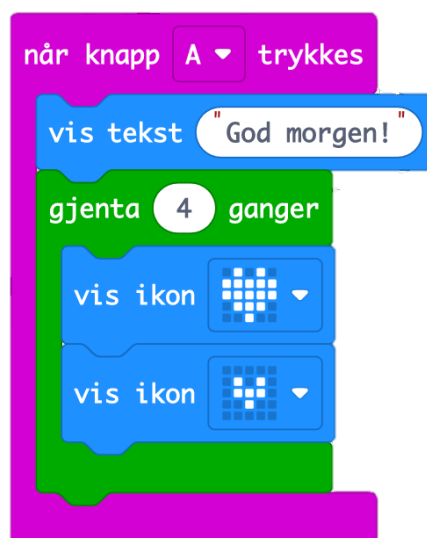 når knapp A trykkes
vis tekst "God morgen!"
gjenta 4 ganger
vis ikon
vis ikon